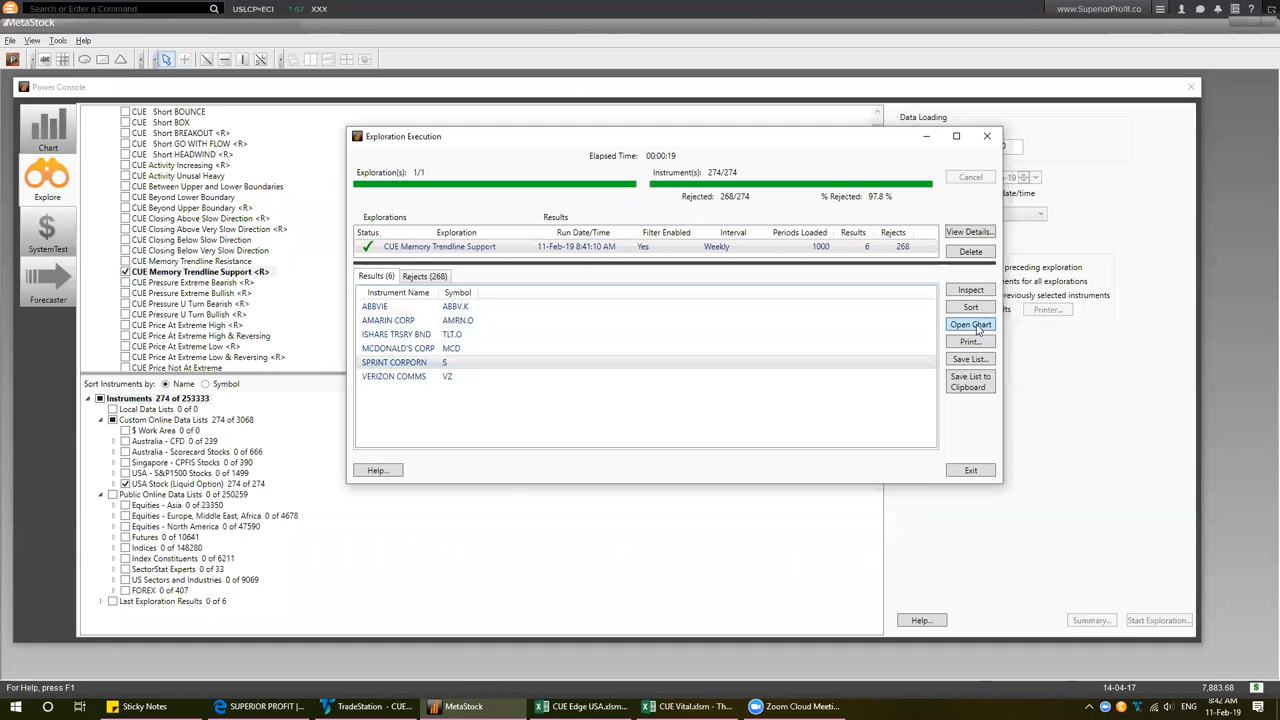 Search or Enter a Command
USLCP=ECI 1 67 XXX
www.SuperiorProfit.co
MetaStock
File View Tools Help
P
abc
Power Console
Chart
Explore
SystemTest
Forecaster
CUE Short BOUNCE
CUE Short BOX
CUE Short BREAKOUT <R>
CUE Short GO WITH FLOW <R>
CUE Short HEADWIND <R>
CUE Activity Increasing <R>
CUE Activity Unusual Heavy
CUE Between Upper and Lower Boundaries
CUE Beyond Lower Boundary
CUE Beyond Upper Boundary <R>
CUE Closing Above Slow Direction <R>
CUE Closing Above Slow Direction <R>
CUE Closing Below Slow Direction
CUE Memory Trendline Resistance
CUE Memory Trendline Support <R>
CUE Pressure Extreme Bearish <R>
CUE Pressure Extreme Bullish <R>
CUE Pressure U Turn Bearish <R>
CUE Pressure U Turn Bullish <R>
CUE Price At Extreme High <R>
CUE Price At Extreme High & Reversing
CUE Price At Extreme Low <R>
CUE Price At Extreme Low & Reversing <R>
CUE Price Not At Extreme
Sort Instruments by: Name Symbol
Instruments 274 of 253333
Local Data Lists 0 of 0
Custom Online Data Lists 274 of 3068
$ Work Area 0 of 0
Australia - CFD 0 of 239
Australia - Scorecard Stocks 0 of 666
Singapore - CPFIS Stocks 0 of 390
USA - S&P1500 Stocks 0 of 1499
USA Stock (Liquid Option) 274 of 274
Public Online Data Lists 0 of 250259
Equities - Asia 0 of 23350
Equities - Europe, Middle East, Africa 0 of 4678
Equities - North America 0 of 47590
Futures 0 of 10641
Indices 0 of 148280
Index Constituents 0 of 6211
SectorStat Experts 0 of 33
US Sectors and Industries 0 of 9069
FOREX 0 of 407
Last Exploration Results 0 of 6
Exploration Execution
Elapsed Time: 00:00:19
Exploration(s): 1/1
Instrument(s): 274/274
Cancel
Rejected: 268/274 % Rejected: 97.8 %
Explorations Results
Status Exploration Run Date/Time Filter Enabled Interval Periods Loaded Results Rejects
CUE Memory Trendline Support 11-Feb-19 8:41:10 AM Yes Weekly 1000 6 268
View Details...
Delete
Results (6) Rejects (268)
Instrument Name Symbol
ABBVIE ABBV.K
AMARIN CORP AMRN.O
ISHARE TRSRY BND TLT.O
MCDONALD'S CORP MCD
SPRINT CORPORN S
VERIZON COMMS VZ
Inspect
Sort
Open Chart
Print...
Save List...
Save List to Clipboard
Help...
Exit
Data Loading
0
-19
date/time
preceding exploration
ents for all explorations
previously selected instruments
lts Printer...
Help...
Summary...
Start Exploration...
For Help, press F1
14-04-17 7,883.68 $
Sticky Notes
SUPERIOR PROFIT |...
TradeStation - CUE...
MetaStock
CUE Edge USA.xlsm...
CUE Vital.xlsm - Th...
Zoom Cloud Meeti...
8:42 AM
11-Feb-19